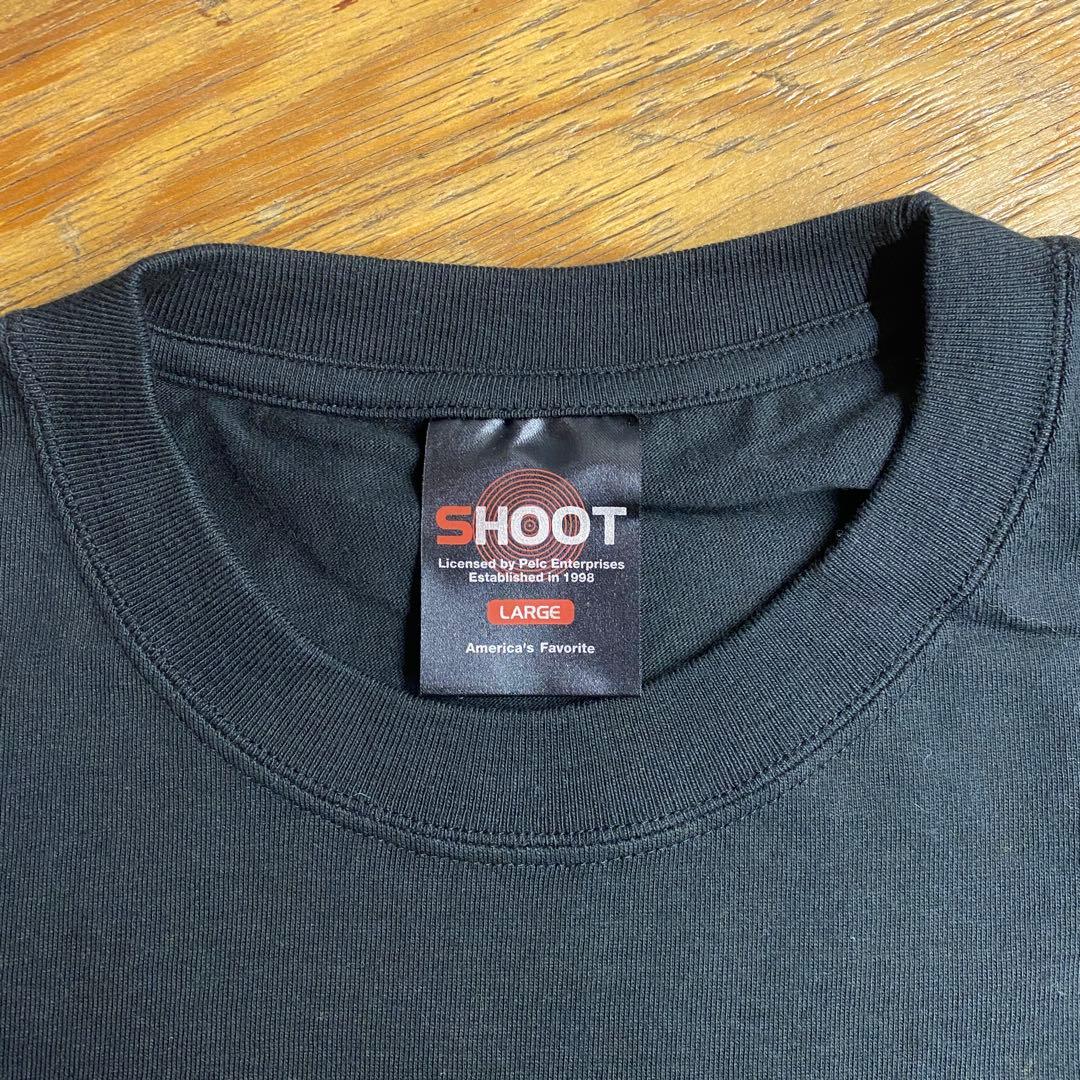 SHOOT
Licensed by Pelc Enterprises
Established in 1998
LARGE
America's Favorite